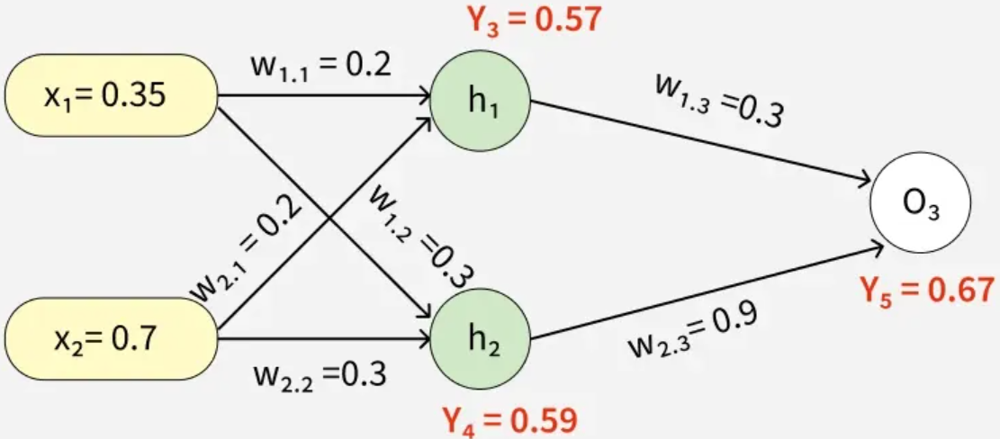 Y₃ = 0.57
w₁.₁ = 0.2
x₁= 0.35
h₁
w₁.₃ =0.3
O₃
w₂.₁ = 0.2
w₁.₂ =0.3
Y₅ = 0.67
x₂= 0.7
h₂
w₂.₃= 0.9
w₂.₂ =0.3
Y₄ = 0.59